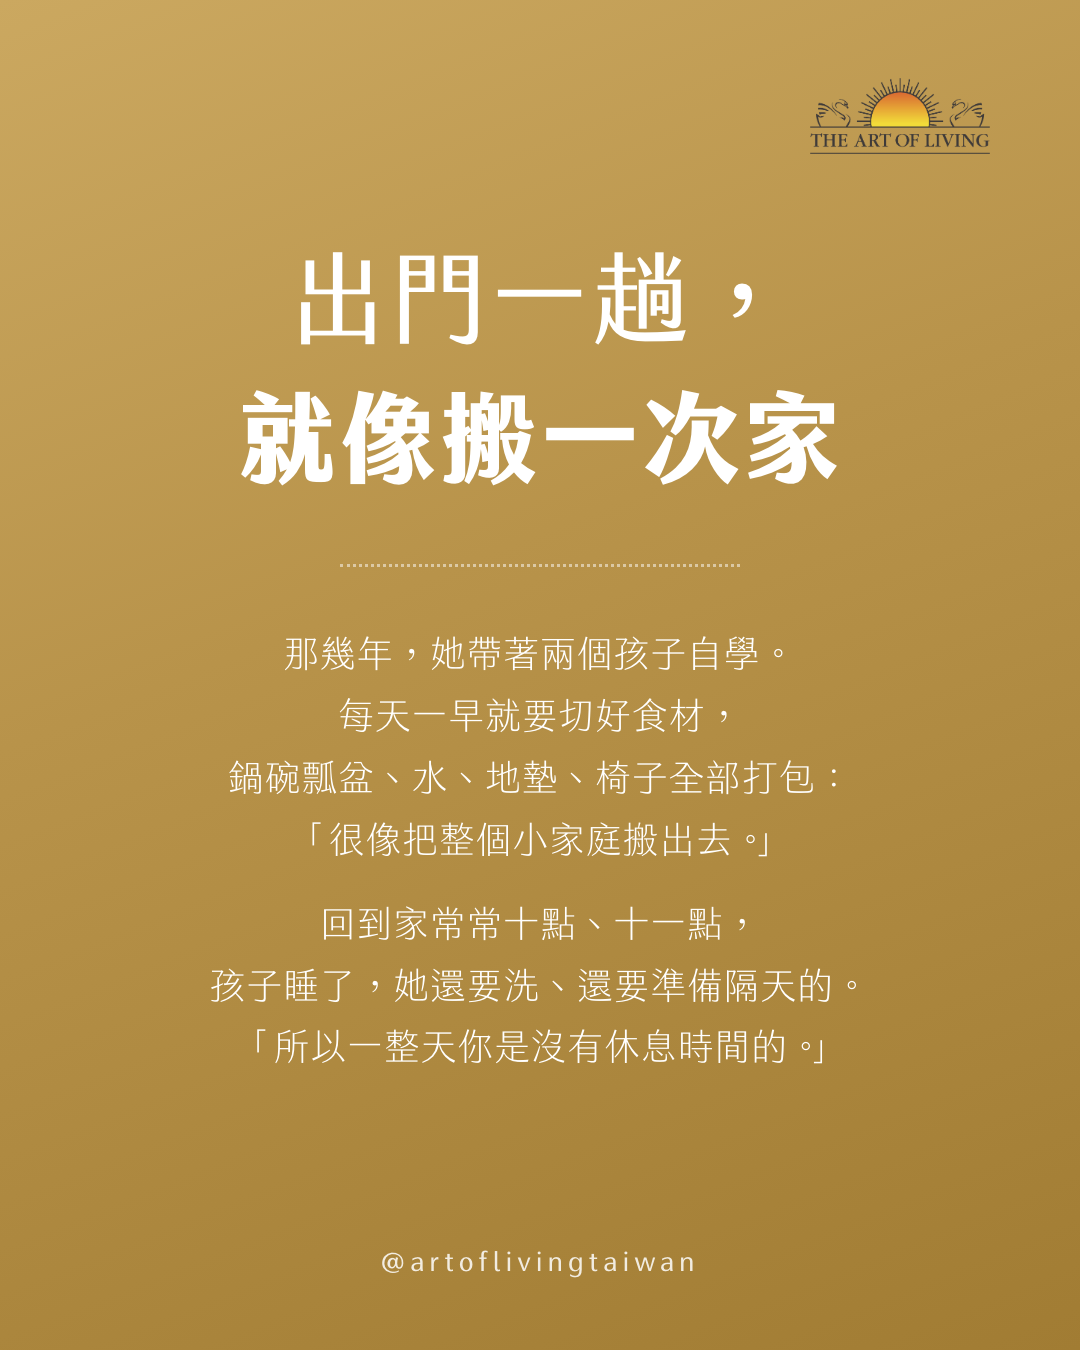 THE ART OF LIVING
出門一趟，
就像搬一次家
那幾年，她帶著兩個孩子自學。
每天一早就要切好食材，
鍋碗瓢盆、水、地墊、椅子全部打包：
「很像把整個小家庭搬出去。」
回到家常常十點、十一點，
孩子睡了，她還要洗、還要準備隔天的。
「所以一整天你是沒有休息時間的。」
@artoflivingtaiwan